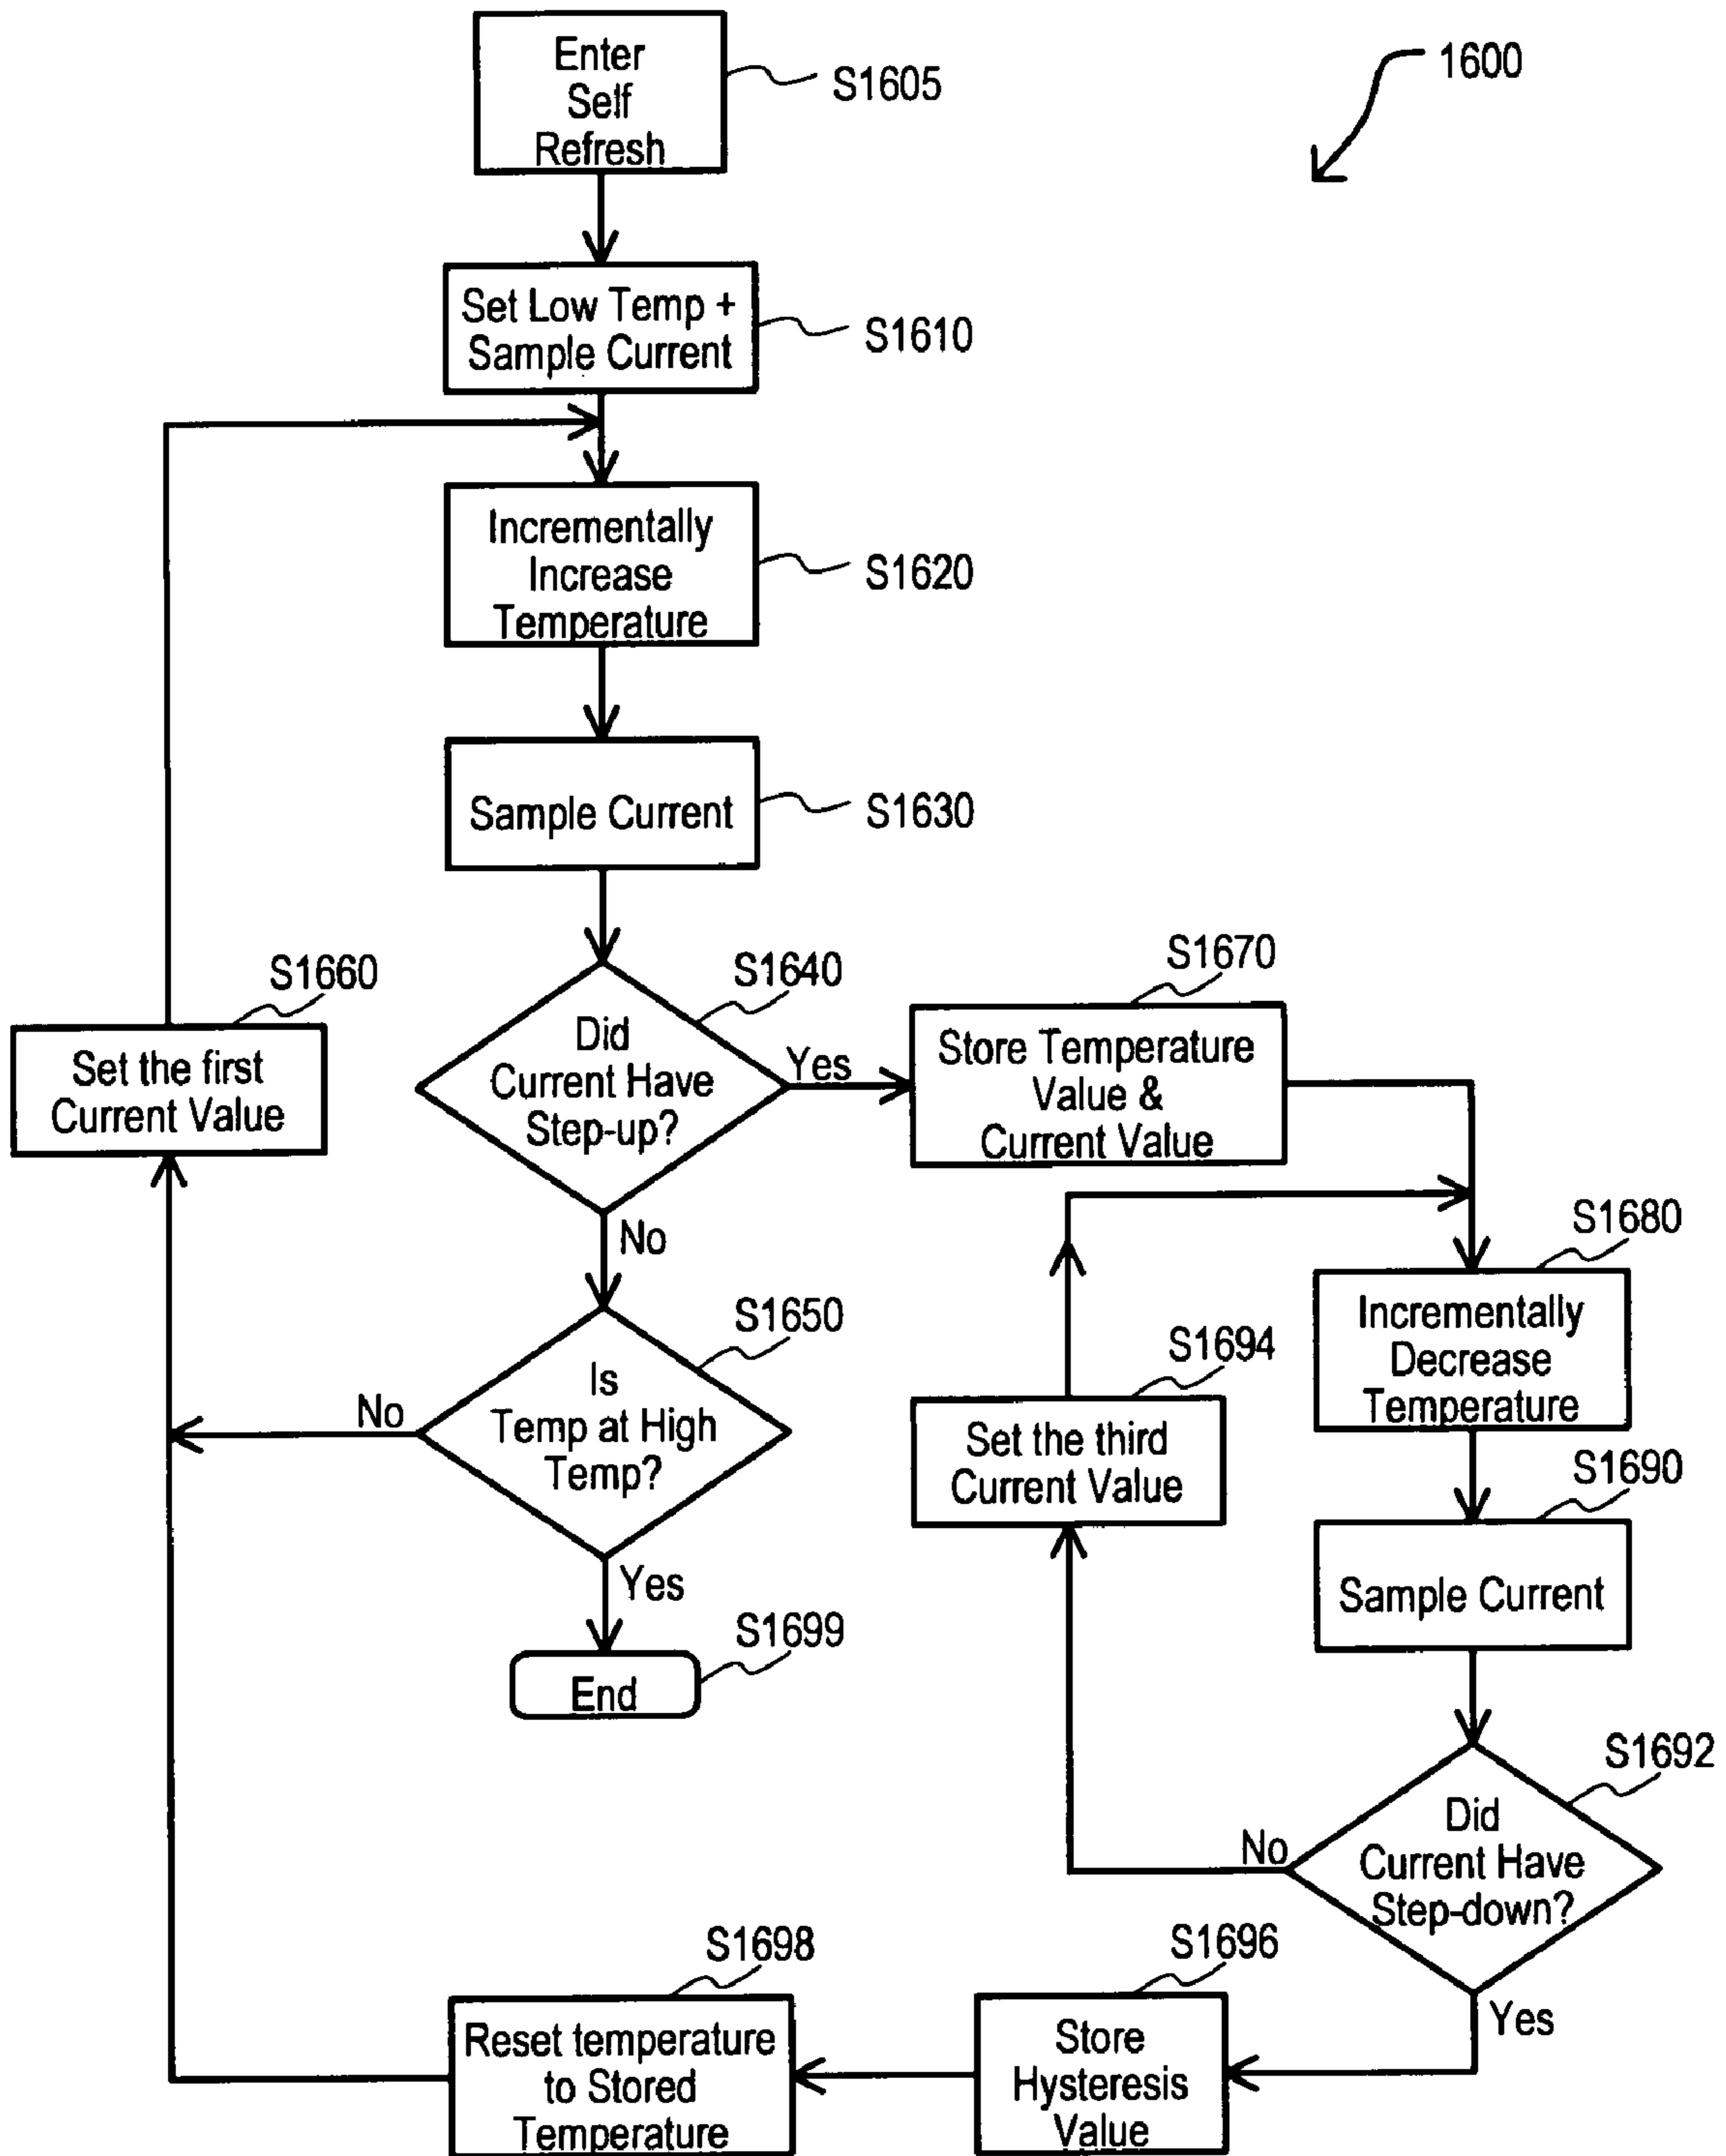 Enter
Self
Refresh
S1605
1600
Set Low Temp +
Sample Current
S1610
Incrementally
Increase
Temperature
S1620
Sample Current
S1630
S1660
Set the first
Current Value
S1640
Did
Current Have
Step-up?
Yes
No
S1670
Store Temperature
Value &
Current Value
S1680
Incrementally
Decrease
Temperature
S1650
Is
Temp at High
Temp?
No
Yes
S1694
Set the third
Current Value
S1690
Sample Current
S1699
End
S1692
Did
Current Have
Step-down?
No
Yes
S1696
Store
Hysteresis
Value
S1698
Reset temperature
to Stored
Temperature